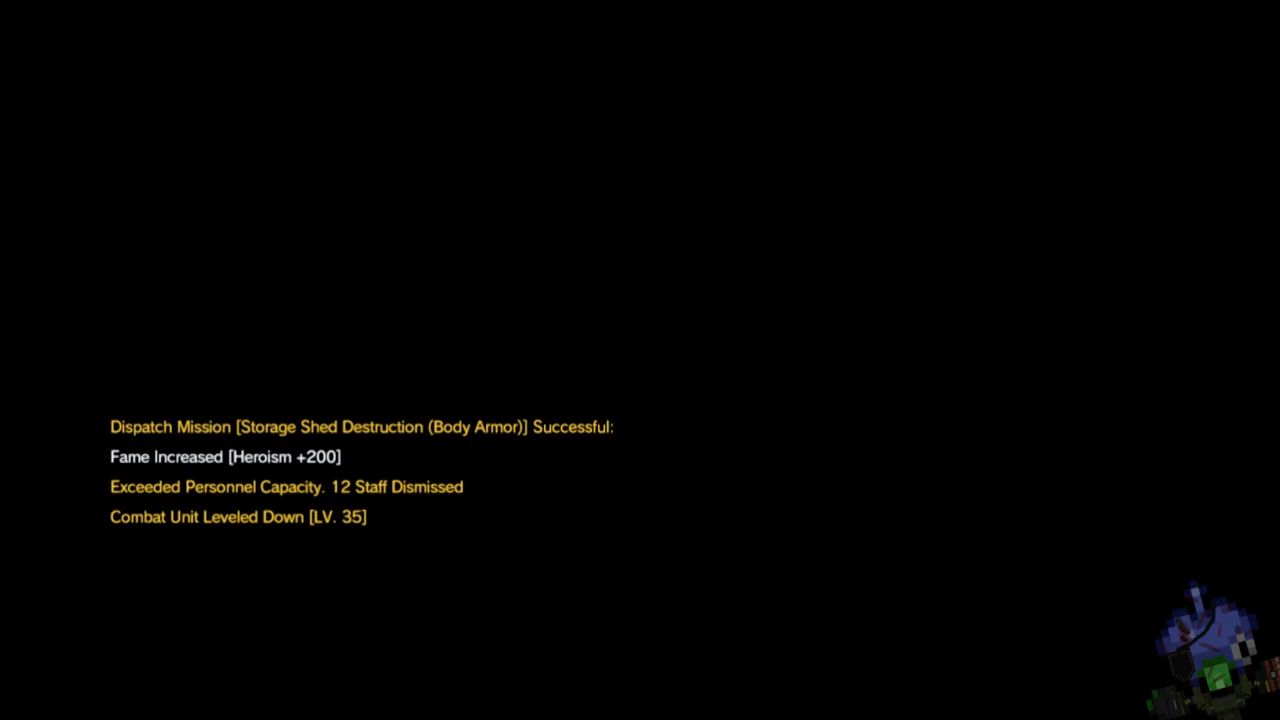 Dispatch Mission [Storage Shed Destruction (Body Armor)] Successful:
Fame Increased [Heroism +200]
Exceeded Personnel Capacity. 12 Staff Dismissed
Combat Unit Leveled Down [LV. 35]